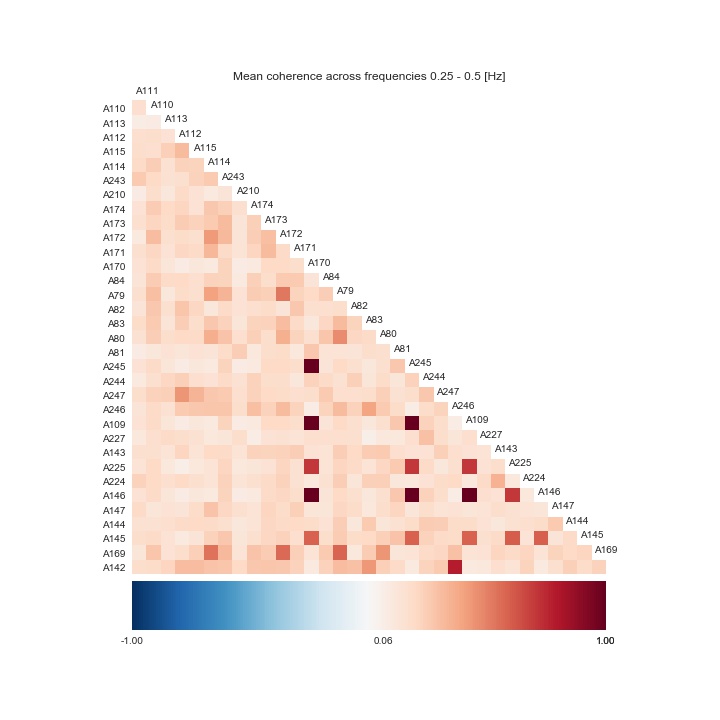 Mean coherence across frequencies 0.25 - 0.5 [Hz]
A111
A110 A110
A113 A113
A112 A112
A115 A115
A114 A114
A243 A243
A210 A210
A174 A174
A173 A173
A172 A172
A171 A171
A170 A170
A84 A84
A79 A79
A82 A82
A83 A83
A80 A80
A81 A81
A245 A245
A244 A244
A247 A247
A246 A246
A109 A109
A227 A227
A143 A143
A225 A225
A224 A224
A146 A146
A147 A147
A144 A144
A145 A145
A169 A169
A142
-1.00 0.06 1.00